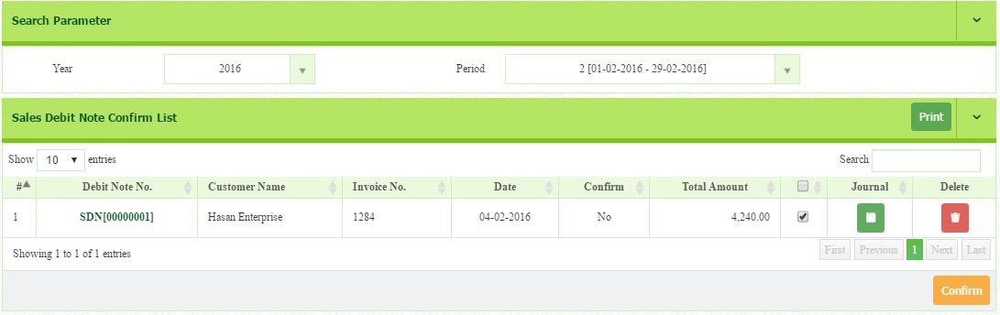 Search Parameter
Year 2016 Period 2 [01-02-2016 - 29-02-2016]
Sales Debit Note Confirm List Print
Show 10 entries Search
# Debit Note No. Customer Name Invoice No. Date Confirm Total Amount Journal Delete
1 SDN[00000001] Hasan Enterprise 1284 04-02-2016 No 4,240.00
Showing 1 to 1 of 1 entries First Previous 1 Next Last
Confirm